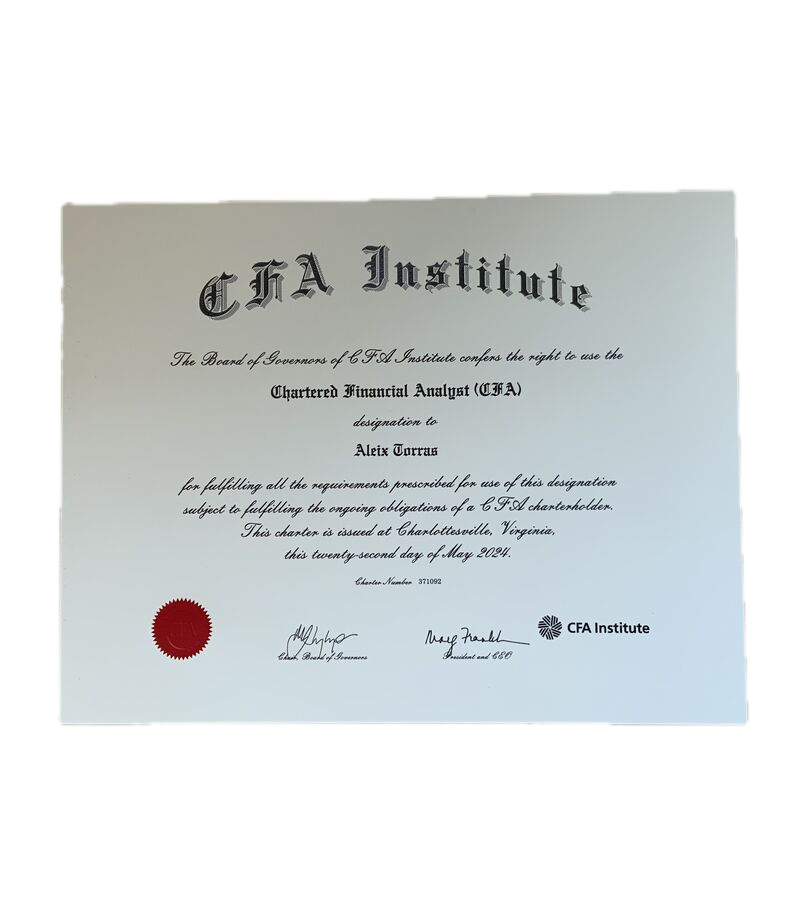 CFA Institute
The Board of Governors of CFA Institute confers the right to use the
Chartered Financial Analyst (CFA)
designation to
Aleix Torras
for fulfilling all the requirements prescribed for use of this designation
subject to fulfilling the ongoing obligations of a CFA charterholder.
This charter is issued at Charlottesville, Virginia,
this twenty-second day of May 2024.
Charter Number 371092
CFA Institute
Chair, Board of Governors
President and CEO